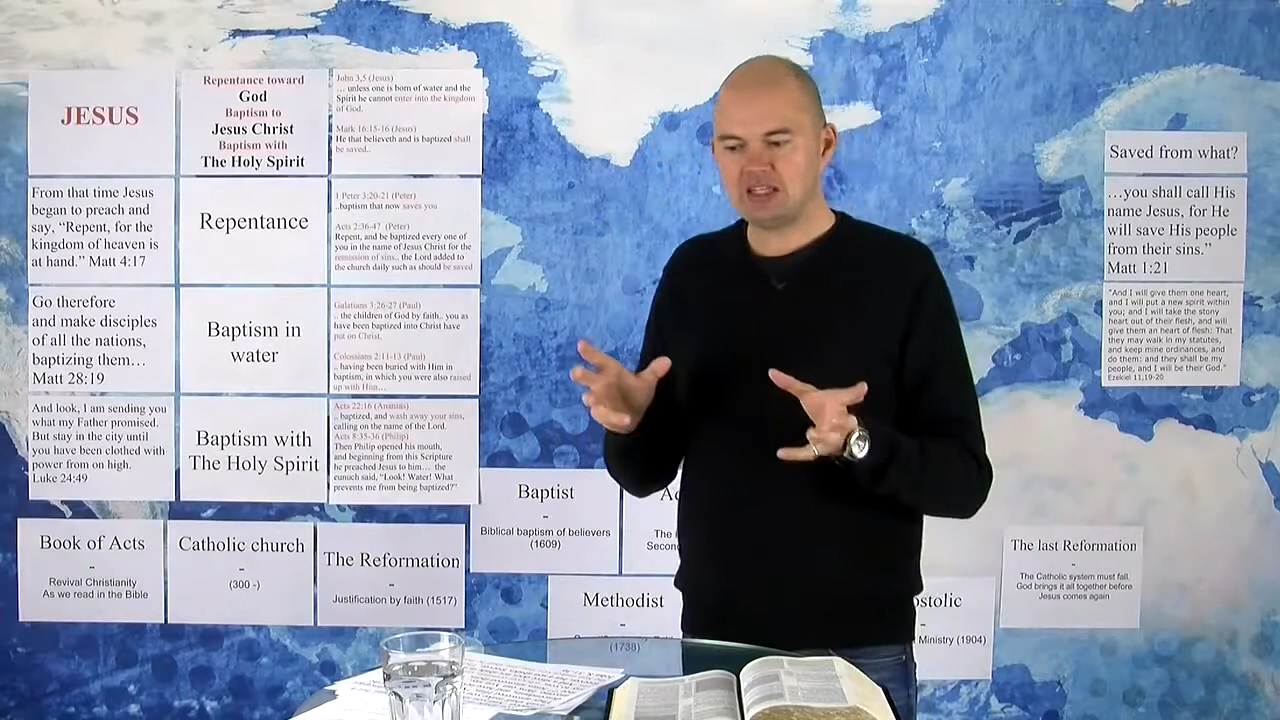 JESUS
Repentance toward
God
Baptism to
Jesus Christ
Baptism with
The Holy Spirit
John 3,5 (Jesus)
… unless one is born of water and the
Spirit he cannot enter into the kingdom
of God.
Mark 16:15-16 (Jesus)
He that believeth and is baptized shall
be saved..
From that time Jesus
began to preach and
say, “Repent, for the
kingdom of heaven is
at hand.” Matt 4:17
Repentance
1 Peter 3:20-21 (Peter)
..baptism that now saves you
Acts 2:36-47 (Peter)
Repent, and be baptized every one of
you in the name of Jesus Christ for the
remission of sins.. the Lord added to
the church daily such as should be saved
Go therefore
and make disciples
of all the nations,
baptizing them…
Matt 28:19
Baptism in
water
Galatians 3:26-27 (Paul)
.. the children of God by faith.. you as
have been baptized into Christ have
put on Christ.
Colossians 2:11-13 (Paul)
..having been buried with Him in
baptism, in which you were also raised
up with Him…
And look, I am sending you
what my Father promised.
But stay in the city until
you have been clothed with
power from on high.
Luke 24:49
Baptism with
The Holy Spirit
Acts 22:16 (Ananias)
.. baptized, and wash away your sins,
calling on the name of the Lord.
Acts 8:35-36 (Philip)
Then Philip opened his mouth,
and beginning from this Scripture
he preached Jesus to him… the
eunuch said, “Look! Water! What
prevents me from being baptized?”
Book of Acts
-
Revival Christianity
As we read in the Bible
Catholic church
-
(300 -)
The Reformation
-
Justification by faith (1517)
Baptist
-
Biblical baptism of believers
(1609)
Methodist
-
(1738)
Ministry (1904)
The last Reformation
-
The Catholic system must fall.
God brings it all together before
Jesus comes again
Saved from what?
…you shall call His
name Jesus, for He
will save His people
from their sins.”
Matt 1:21
"And I will give them one heart,
and I will put a new spirit within
you; and I will take the stony
heart out of their flesh, and will
give them an heart of flesh: That
they may walk in my statutes,
and keep mine ordinances, and
do them: and they shall be my
people, and I will be their God."
Ezekiel 11,19-20